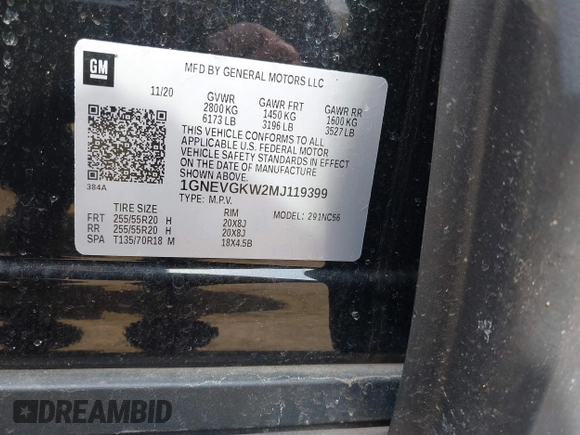 GM
MFD BY GENERAL MOTORS LLC
11/20
GVWR GAWR FRT GAWR RR
2800 KG 1450 KG 1600 KG
6173 LB 3196 LB 3527 LB
THIS VEHICLE CONFORMS TO ALL
APPLICABLE U.S. FEDERAL MOTOR
VEHICLE SAFETY STANDARDS IN EFFECT
ON THE DATE OF MANUFACTURE
SHOWN ABOVE.
384A
1GNEVGKW2MJ119399
TYPE: M.P.V.
TIRE SIZE RIM MODEL: 291NC56
FRT 255/55R20 H 20X8J
RR 255/55R20 H 20X8J
SPA T135/70R18 M 18X4.5B
DREAMBID